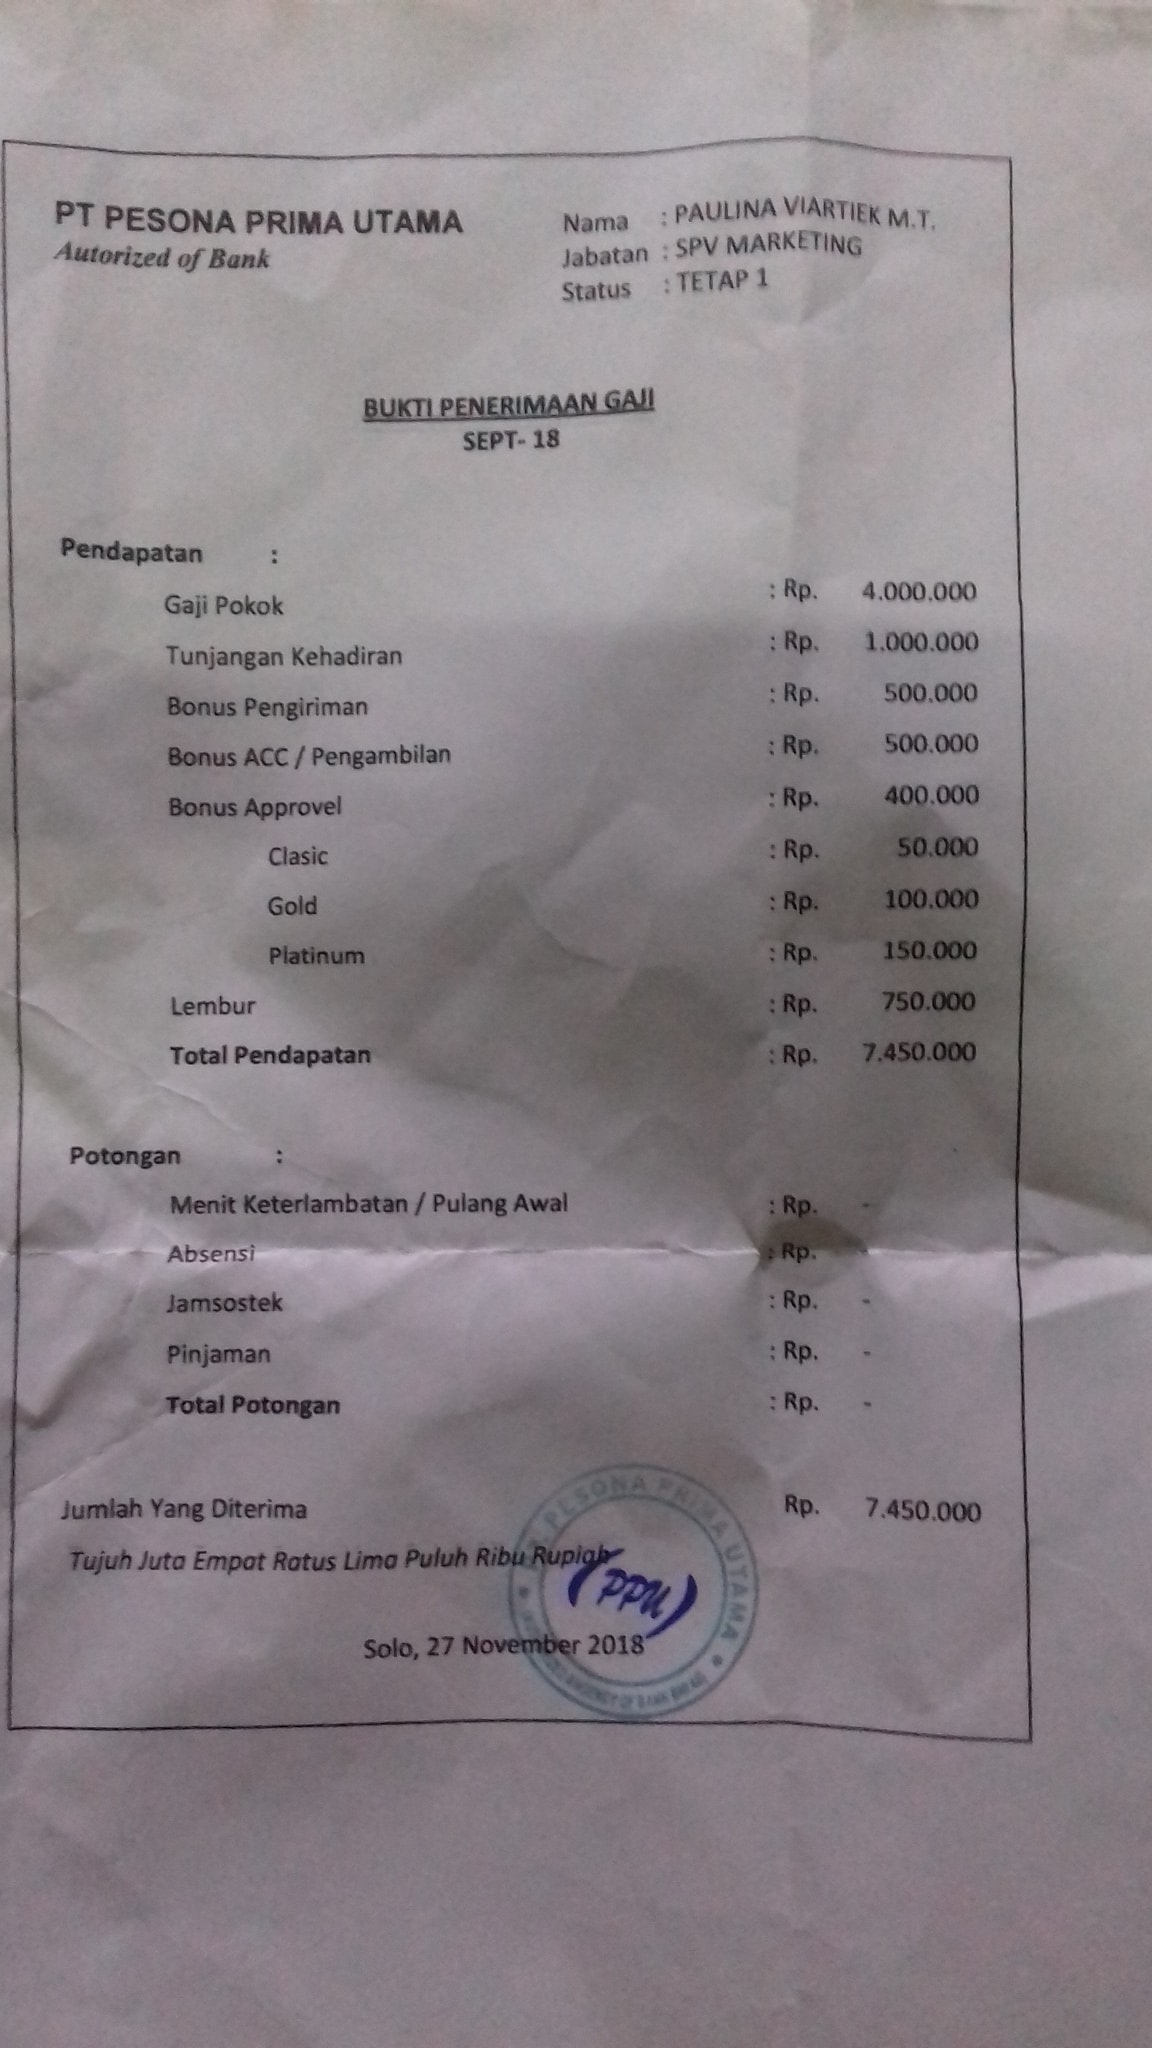 PT PESONA PRIMA UTAMA
Autorized of Bank
Nama : PAULINA VIARTIEK M.T.
Jabatan : SPV MARKETING
Status : TETAP 1
BUKTI PENERIMAAN GAJI
SEPT- 18
Pendapatan :
Gaji Pokok : Rp. 4.000.000
Tunjangan Kehadiran : Rp. 1.000.000
Bonus Pengiriman : Rp. 500.000
Bonus ACC / Pengambilan : Rp. 500.000
Bonus Approvel : Rp. 400.000
Clasic : Rp. 50.000
Gold : Rp. 100.000
Platinum : Rp. 150.000
Lembur : Rp. 750.000
Total Pendapatan : Rp. 7.450.000
Potongan :
Menit Keterlambatan / Pulang Awal : Rp. -
Absensi : Rp. -
Jamsostek : Rp. -
Pinjaman : Rp. -
Total Potongan : Rp. -
Jumlah Yang Diterima Rp. 7.450.000
Tujuh Juta Empat Ratus Lima Puluh Ribu Rupiah
PESONA PRIMA UTAMA
(PPU)
Solo, 27 November 2018
OF BANK